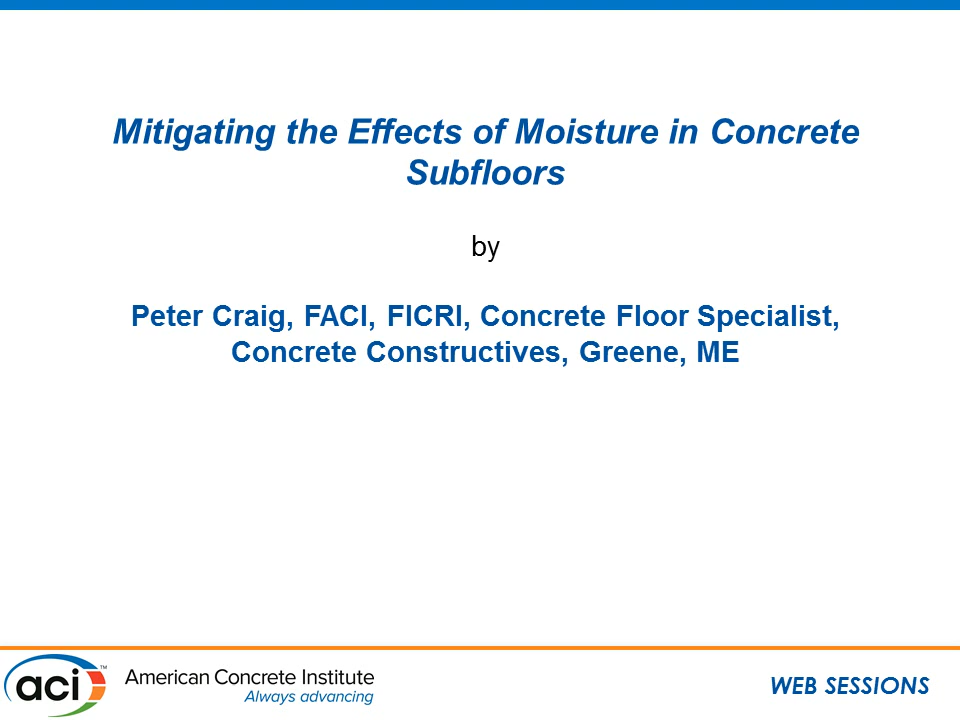 Mitigating the Effects of Moisture in Concrete
Subfloors
by
Peter Craig, FACI, FICRI, Concrete Floor Specialist,
Concrete Constructives, Greene, ME
aci™
American Concrete Institute
Always advancing
WEB SESSIONS